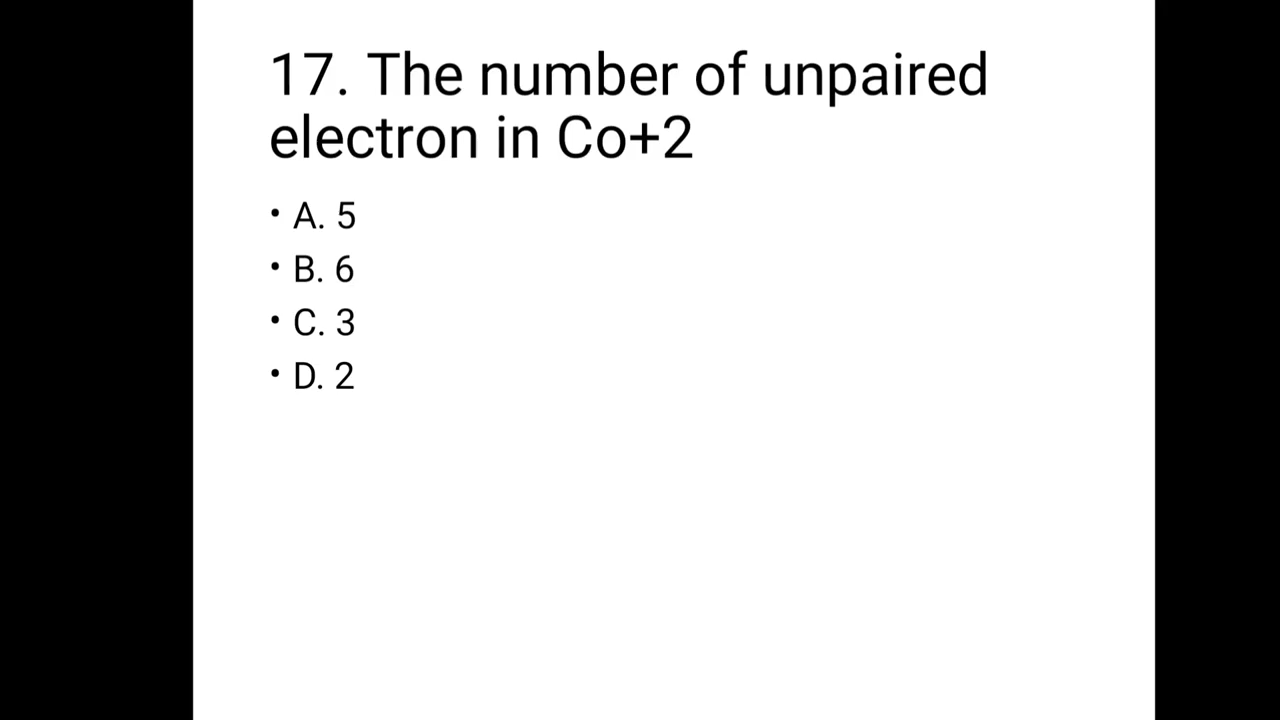 17. The number of unpaired
electron in Co+2
• A. 5
• B. 6
• C. 3
• D. 2